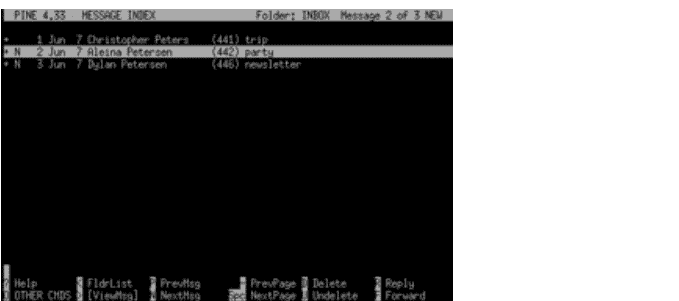 PINE 4.33 MESSAGE INDEX Folder: INBOX Message 2 of 3 NEW
+ 1 Jun 7 Christopher Peters (441) trip
+ N 2 Jun 7 Alesna Petersen (442) party
+ N 3 Jun 7 Dylan Petersen (446) newsletter
? Help < FldrList P PrevMsg - PrevPage D Delete R Reply
O OTHER CMDS > [ViewMsg] N NextMsg Spc NextPage U Undelete F Forward